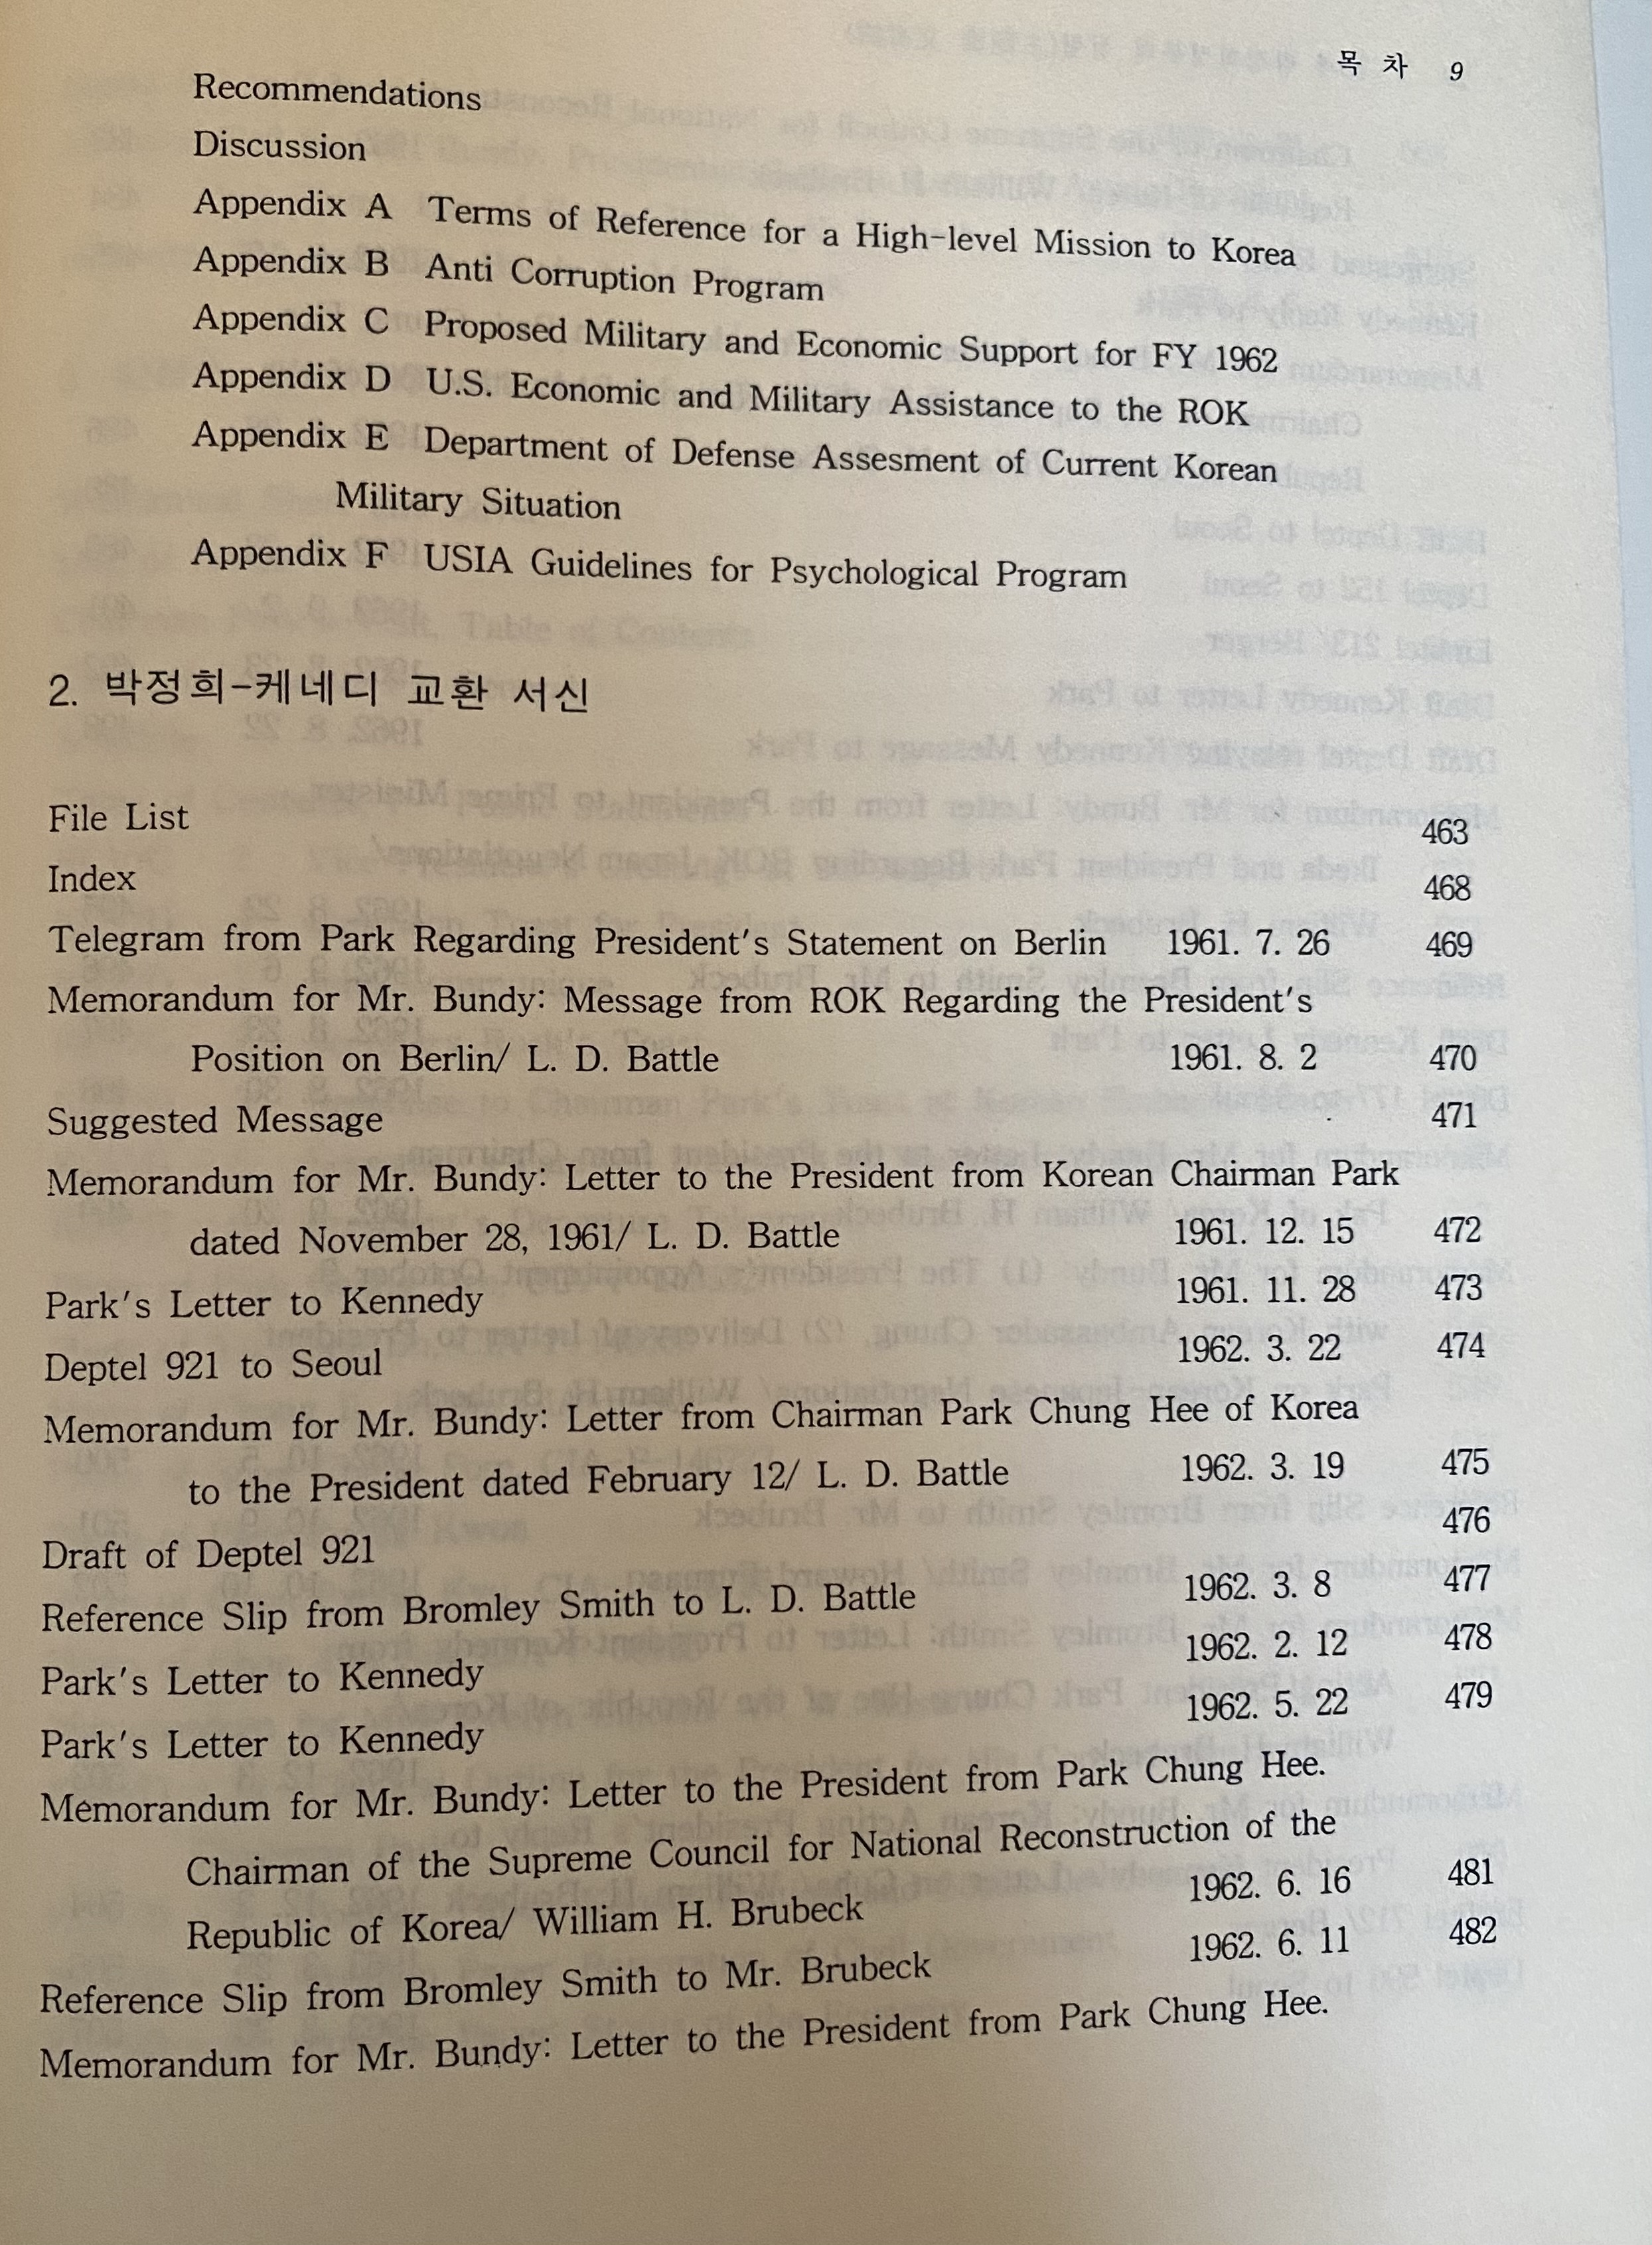 목 차 9
Recommendations
Discussion
Appendix A Terms of Reference for a High-level Mission to Korea
Appendix B Anti Corruption Program
Appendix C Proposed Military and Economic Support for FY 1962
Appendix D U.S. Economic and Military Assistance to the ROK
Appendix E Department of Defense Assesment of Current Korean
Military Situation
Appendix F USIA Guidelines for Psychological Program
2. 박정희-케네디 교환 서신
File List 463
Index 468
Telegram from Park Regarding President's Statement on Berlin 1961. 7. 26 469
Memorandum for Mr. Bundy: Message from ROK Regarding the President's
Position on Berlin/ L. D. Battle 1961. 8. 2 470
Suggested Message 471
Memorandum for Mr. Bundy: Letter to the President from Korean Chairman Park
dated November 28, 1961/ L. D. Battle 1961. 12. 15 472
Park's Letter to Kennedy 1961. 11. 28 473
Deptel 921 to Seoul 1962. 3. 22 474
Memorandum for Mr. Bundy: Letter from Chairman Park Chung Hee of Korea
to the President dated February 12/ L. D. Battle 1962. 3. 19 475
Draft of Deptel 921 476
Reference Slip from Bromley Smith to L. D. Battle 1962. 3. 8 477
Park's Letter to Kennedy 1962. 2. 12 478
Park's Letter to Kennedy 1962. 5. 22 479
Memorandum for Mr. Bundy: Letter to the President from Park Chung Hee.
Chairman of the Supreme Council for National Reconstruction of the
Republic of Korea/ William H. Brubeck 1962. 6. 16 481
Reference Slip from Bromley Smith to Mr. Brubeck 1962. 6. 11 482
Memorandum for Mr. Bundy: Letter to the President from Park Chung Hee.